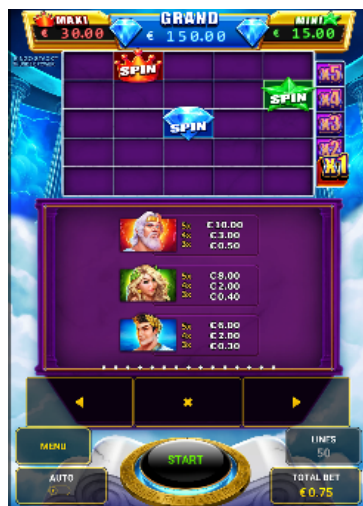 MAXI
€ 30.00
GRAND
€ 150.00
MINI
€ 15.00
SPIN
SPIN
SPIN
x5
x4
x3
x2
x1
5x €10.00
4x €3.00
3x €0.50
5x €8.00
4x €2.00
3x €0.40
5x €6.00
4x €2.00
3x €0.30
MENU
START
LINES
50
AUTO
TOTAL BET
€0.75